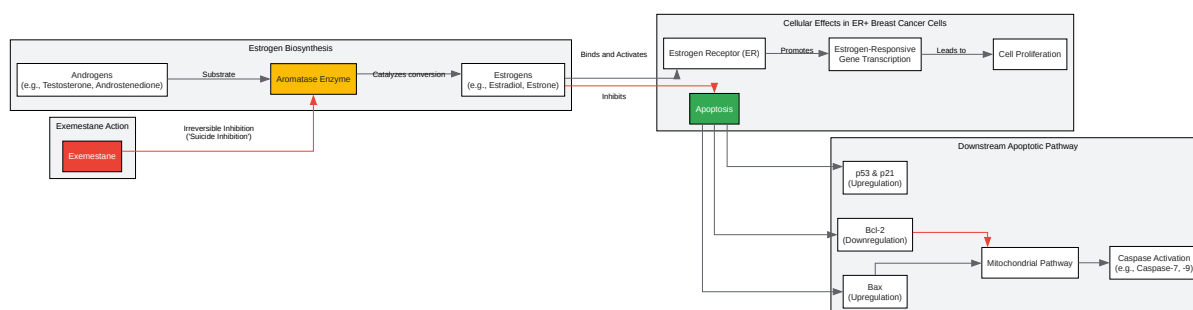 Estrogen Biosynthesis
Androgens
(e.g., Testosterone, Androstenedione)
Substrate
Aromatase Enzyme
Catalyzes conversion
Estrogens
(e.g., Estradiol, Estrone)
Exemestane Action
Exemestane
Irreversible Inhibition
('Suicide Inhibition')
Binds and Activates
Inhibits
Cellular Effects in ER+ Breast Cancer Cells
Estrogen Receptor (ER)
Promotes
Estrogen-Responsive
Gene Transcription
Leads to
Cell Proliferation
Apoptosis
Downstream Apoptotic Pathway
p53 & p21
(Upregulation)
Bcl-2
(Downregulation)
Bax
(Upregulation)
Mitochondrial Pathway
Caspase Activation
(e.g., Caspase-7, -9)